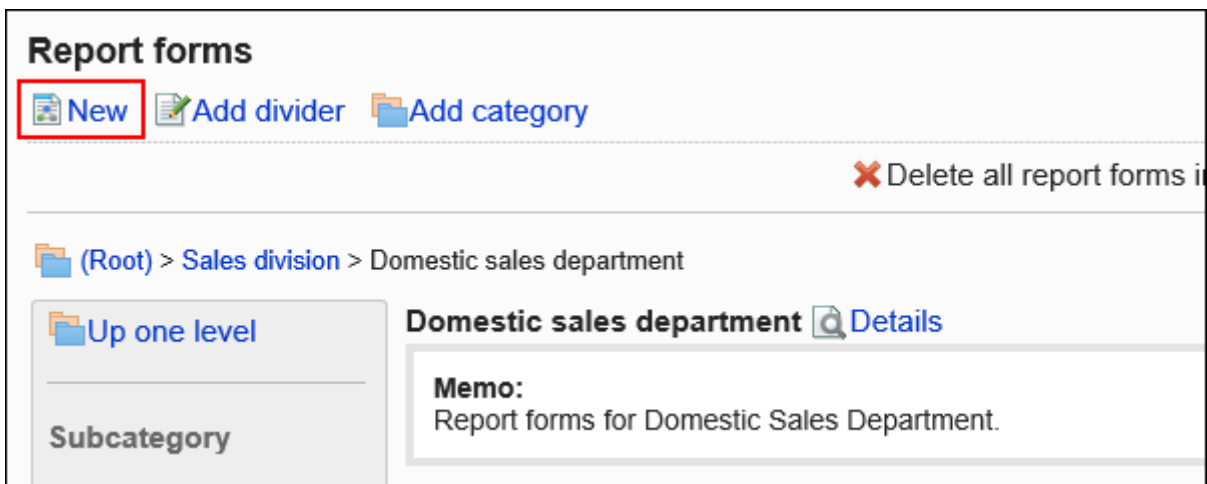 Report forms
New Add divider Add category
Delete all report forms i
(Root) > Sales division > Domestic sales department
Up one level
Domestic sales department Details
Memo:
Report forms for Domestic Sales Department.
Subcategory